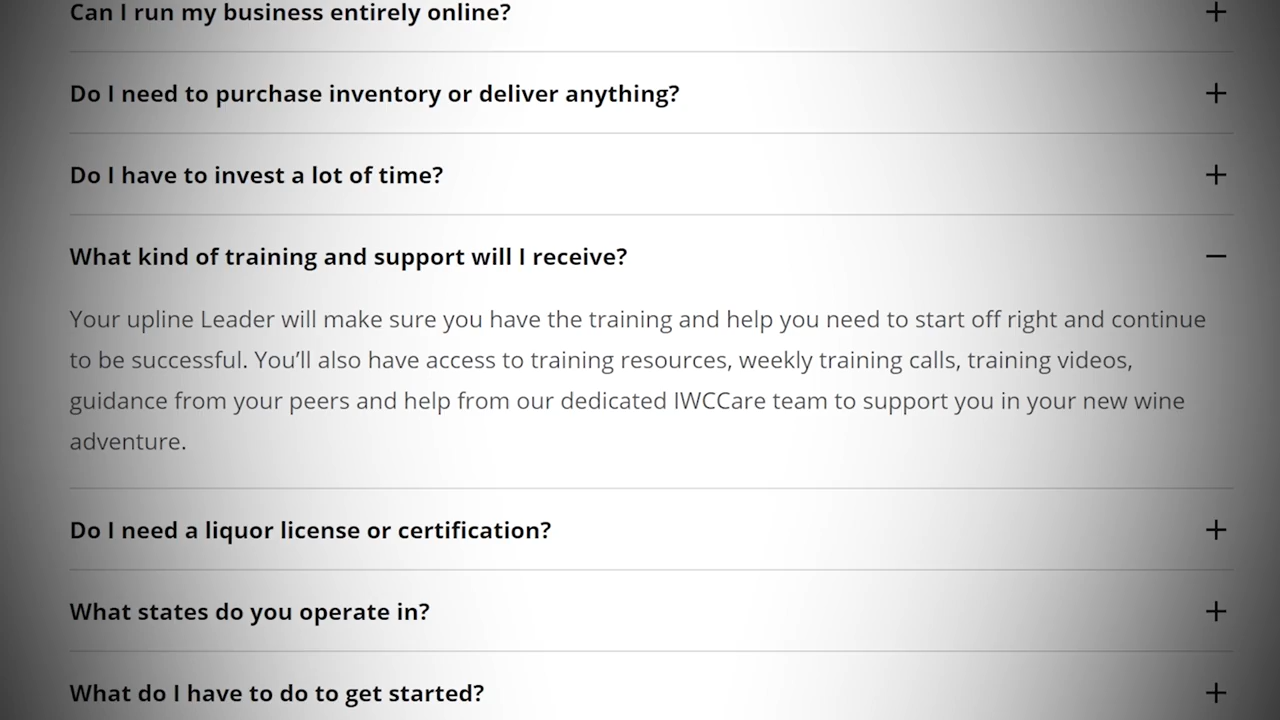 Can I run my business entirely online?
Do I need to purchase inventory or deliver anything?
Do I have to invest a lot of time?
What kind of training and support will I receive?
Your upline Leader will make sure you have the training and help you need to start off right and continue
to be successful. You’ll also have access to training resources, weekly training calls, training videos,
guidance from your peers and help from our dedicated IWCCare team to support you in your new wine
adventure.
Do I need a liquor license or certification?
What states do you operate in?
What do I have to do to get started?